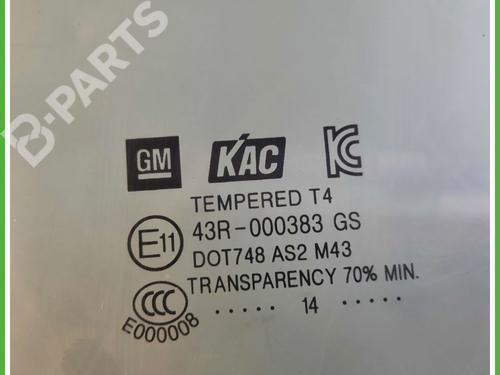 B-PARTS
GM KAC KC
TEMPERED T4
E11 43R-000383 GS
DOT748 AS2 M43
CCC TRANSPARENCY 70% MIN.
E000008 ..... 14 .....